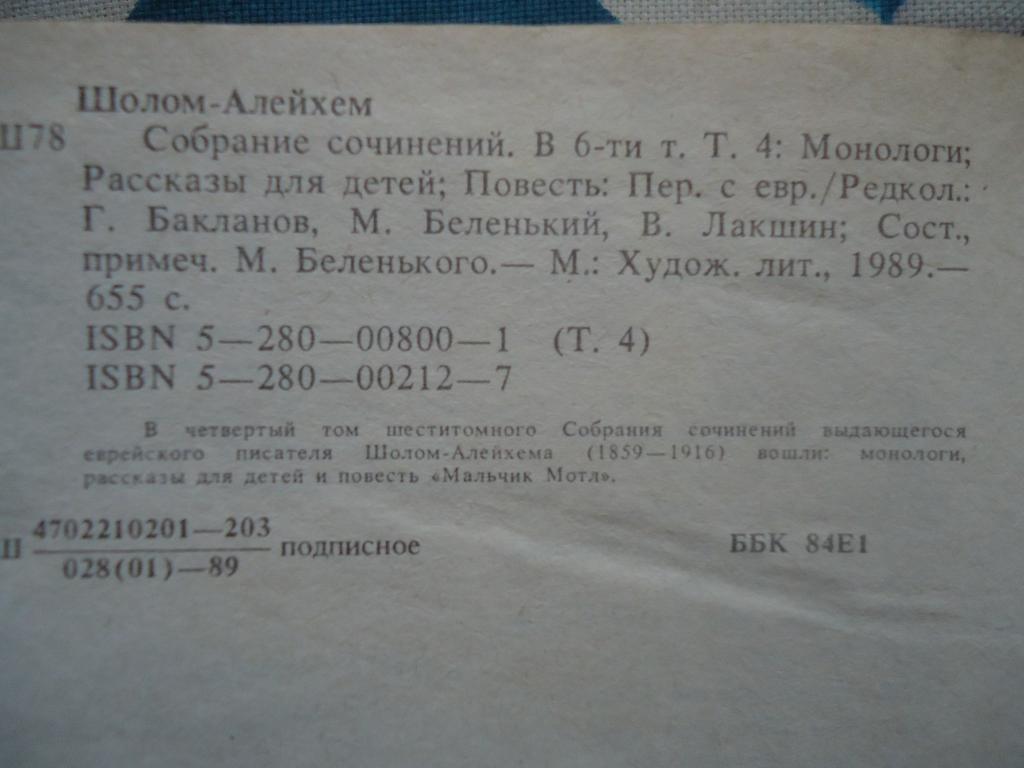 Шолом-Алейхем
Ш78 Собрание сочинений. В 6-ти т. Т. 4: Монологи;
Рассказы для детей; Повесть: Пер. с евр./Редкол.:
Г. Бакланов, М. Беленький, В. Лакшин; Сост.,
примеч. М. Беленького.— М.: Худож. лит., 1989.—
655 с.
ISBN 5—280—00800—1 (Т. 4)
ISBN 5—280—00212—7
В четвертый том шеститомного Собрания сочинений выдающегося
еврейского писателя Шолом-Алейхема (1859—1916) вошли: монологи,
рассказы для детей и повесть «Мальчик Мотл».
Ш 4702210201—203 подписное ББК 84Е1
028(01)—89